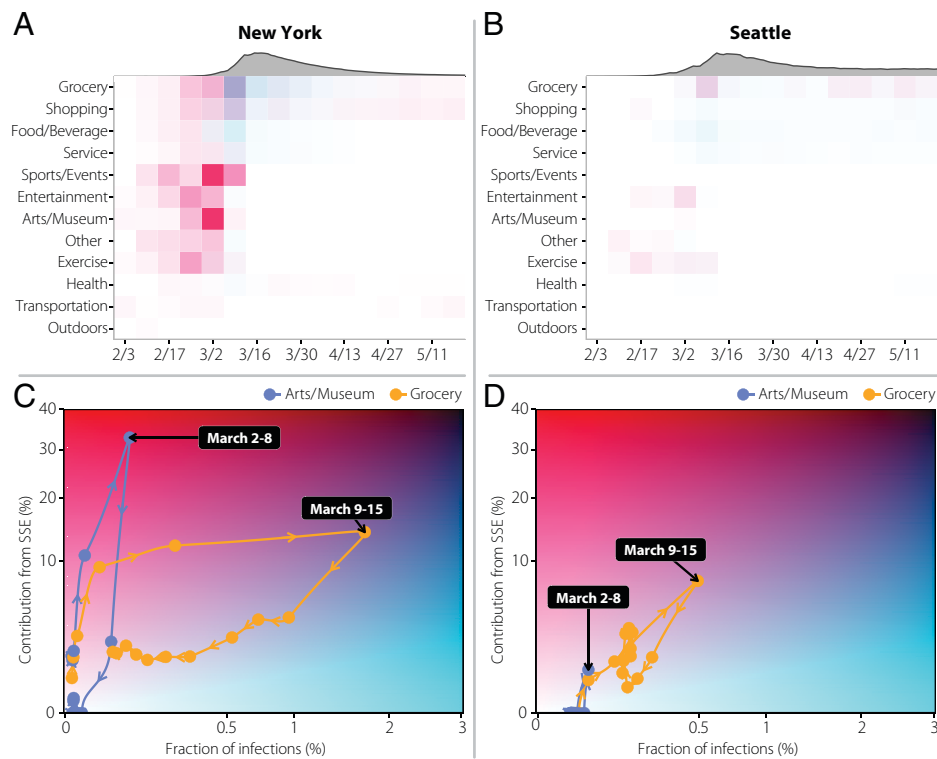 A
New York
Grocery
Shopping
Food/Beverage
Service
Sports/Events
Entertainment
Arts/Museum
Other
Exercise
Health
Transportation
Outdoors
2/3 2/17 3/2 3/16 3/30 4/13 4/27 5/11
B
Seattle
Grocery
Shopping
Food/Beverage
Service
Sports/Events
Entertainment
Arts/Museum
Other
Exercise
Health
Transportation
Outdoors
2/3 2/17 3/2 3/16 3/30 4/13 4/27 5/11
C
Arts/Museum Grocery
Contribution from SSE (%)
40
30
20
10
0
March 2-8
March 9-15
0 0.5 1 2 3
Fraction of infections (%)
D
Arts/Museum Grocery
Contribution from SSE (%)
40
30
20
10
0
March 9-15
March 2-8
0 0.5 1 2 3
Fraction of infections (%)